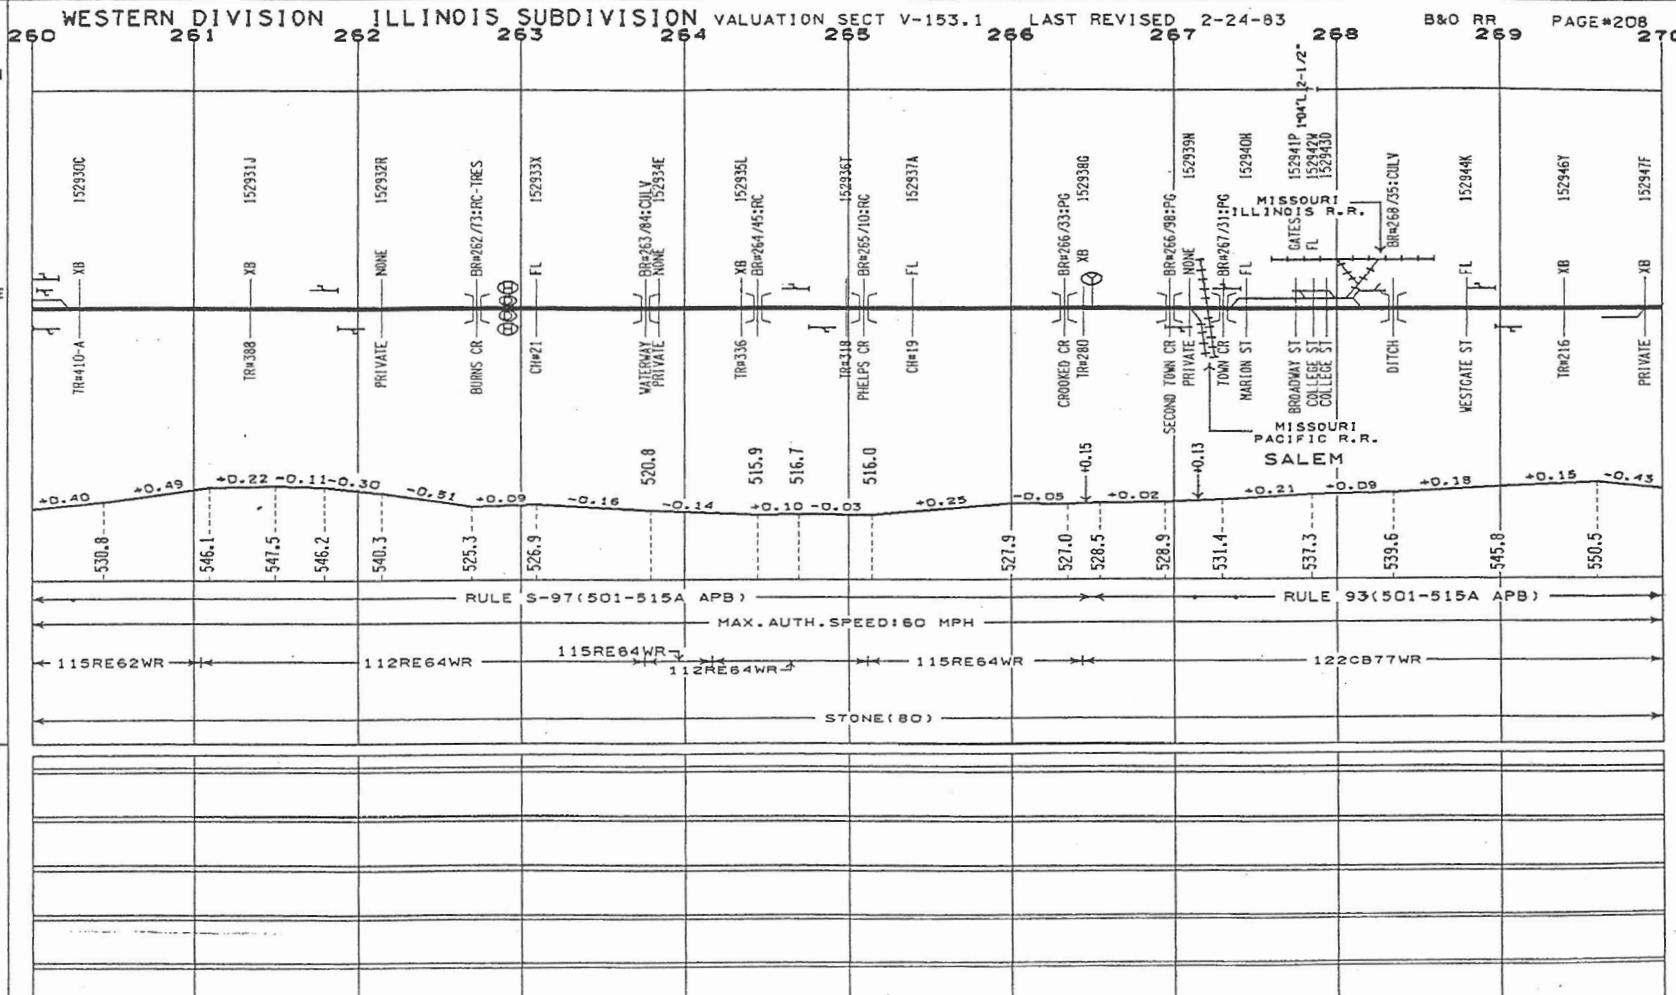 WESTERN DIVISION ILLINOIS SUBDIVISION VALUATION SECT V-153.1 LAST REVISED 2-24-83 B&O RR PAGE#208
260 261 262 263 264 265 266 267 268 269 270
1°04'L 2-1/2"
152930C 152931J 152932R 152933X 152934E 152935L 152936T 152937A 152938G 152939N 152940H 152941P 152942W 152943D 152944K 152946Y 152947F
MISSOURI
ILLINOIS R.R.
XB XB NONE BR#262/73:RC-TRES FL BR#263/84:CULV NONE XB BR#264/45:RC BR#265/10:RC FL BR#266/33:PG XB BR#266/98:PG NONE BR#267/31:PG FL GATES FL BR#268/35:CULV FL XB XB
TR#410-A TR#388 PRIVATE BURNS CR CH#21 WATERWAY PRIVATE TR#336 TR#318 PHELPS CR CH#19 CROOKED CR TR#280 SECOND TOWN CR PRIVATE TOWN CR MARION ST BROADWAY ST COLLEGE ST COLLEGE ST DITCH WESTGATE ST TR#216 PRIVATE
MISSOURI
PACIFIC R.R.
SALEM
520.8 515.9 516.7 516.0 +0.15 +0.13
+0.40 +0.49 +0.22 -0.11 -0.30 -0.51 +0.09 -0.16 -0.14 +0.10 -0.03 +0.25 -0.05 +0.02 +0.21 +0.09 +0.18 +0.15 -0.43
530.8 546.1 547.5 546.2 540.3 525.3 526.9 527.9 527.0 528.5 528.9 531.4 537.3 539.6 545.8 550.5
RULE S-97(501-515A APB) RULE 93(501-515A APB)
MAX.AUTH.SPEED:60 MPH
115RE62WR 112RE64WR 115RE64WR 112RE64WR 115RE64WR 122CB77WR
STONE(80)